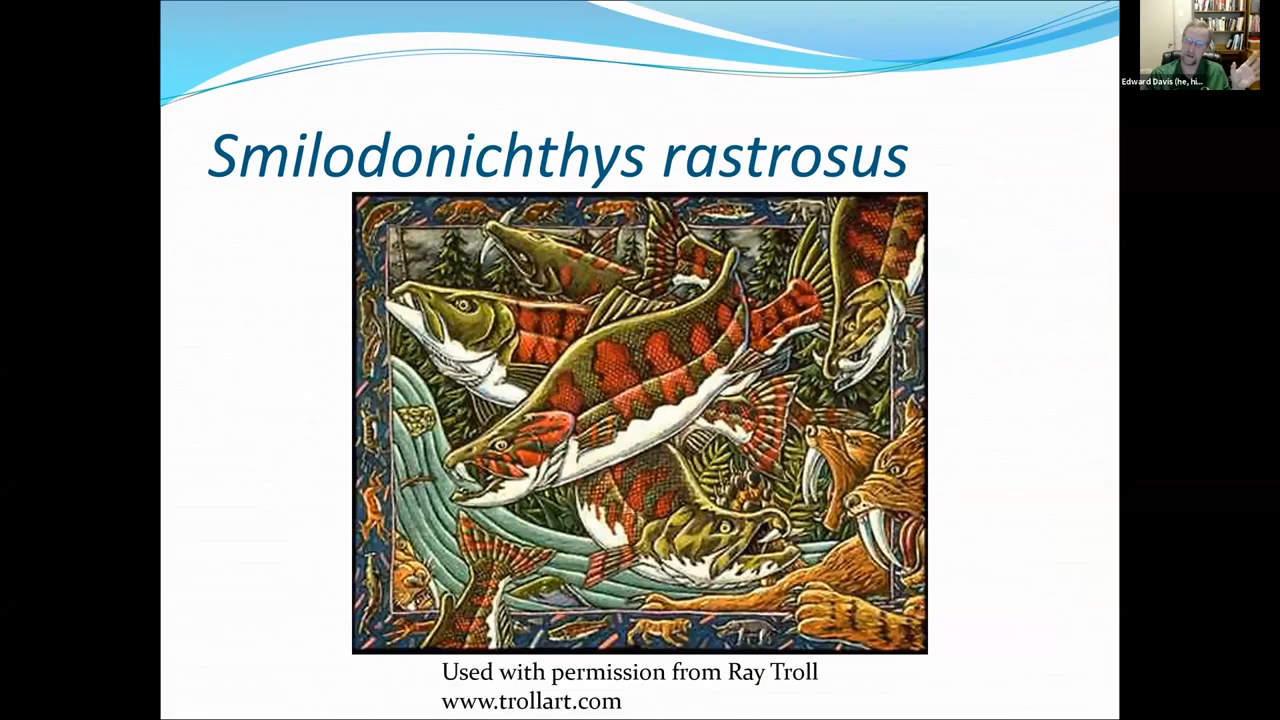 Edward Davis (he, hi...
Smilodonichthys rastrosus
Used with permission from Ray Troll
www.trollart.com